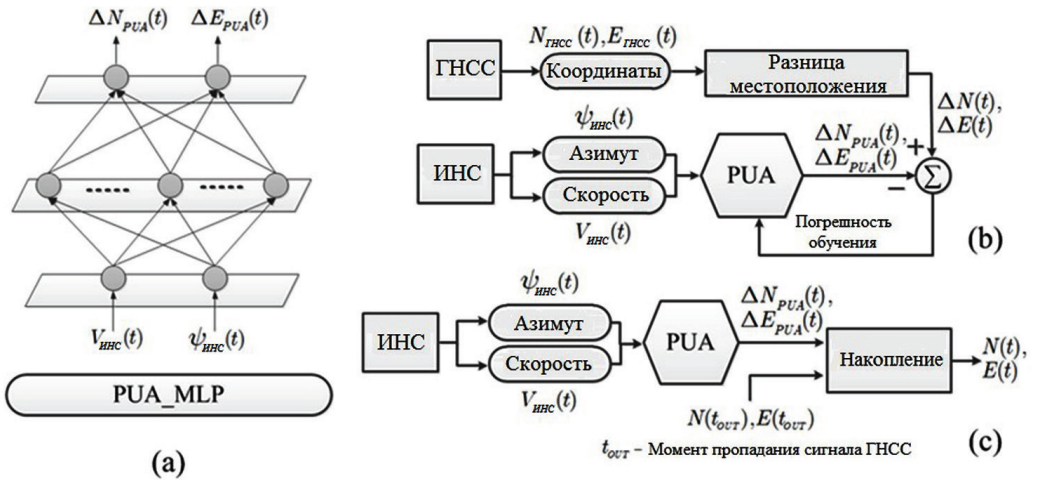 ΔN_PUA(t) ΔE_PUA(t)
V_ИНС(t) ψ_ИНС(t)
PUA_MLP
(a)
N_ГНСС(t), E_ГНСС(t)
ГНСС
Координаты
Разница
местоположения
ΔN(t),
ΔE(t)
ψ_ИНС(t)
ИНС
Азимут
Скорость
V_ИНС(t)
PUA
ΔN_PUA(t),
ΔE_PUA(t)
+
−
Σ
Погрешность
обучения
(b)
ψ_ИНС(t)
ИНС
Азимут
Скорость
V_ИНС(t)
PUA
ΔN_PUA(t),
ΔE_PUA(t)
Накопление
N(t),
E(t)
N(t_OUT), E(t_OUT)
(c)
t_OUT – Момент пропадания сигнала ГНСС